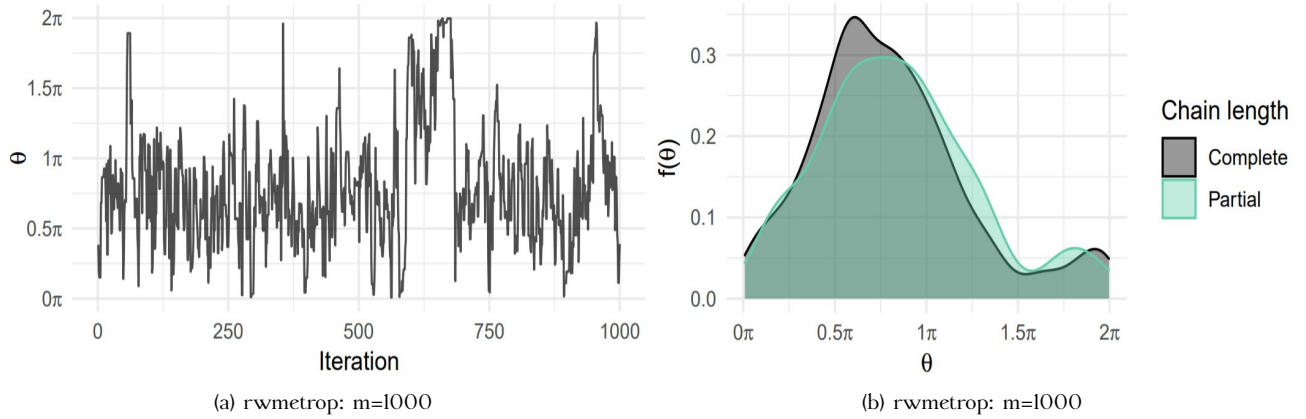 2π
1.5π
1π
0.5π
0π
θ
0
250
500
750
1000
Iteration
(a) rwmetrop: m=1000
0.3
0.2
0.1
0.0
f(θ)
0π
0.5π
1π
1.5π
2π
θ
(b) rwmetrop: m=1000
Chain length
Complete
Partial